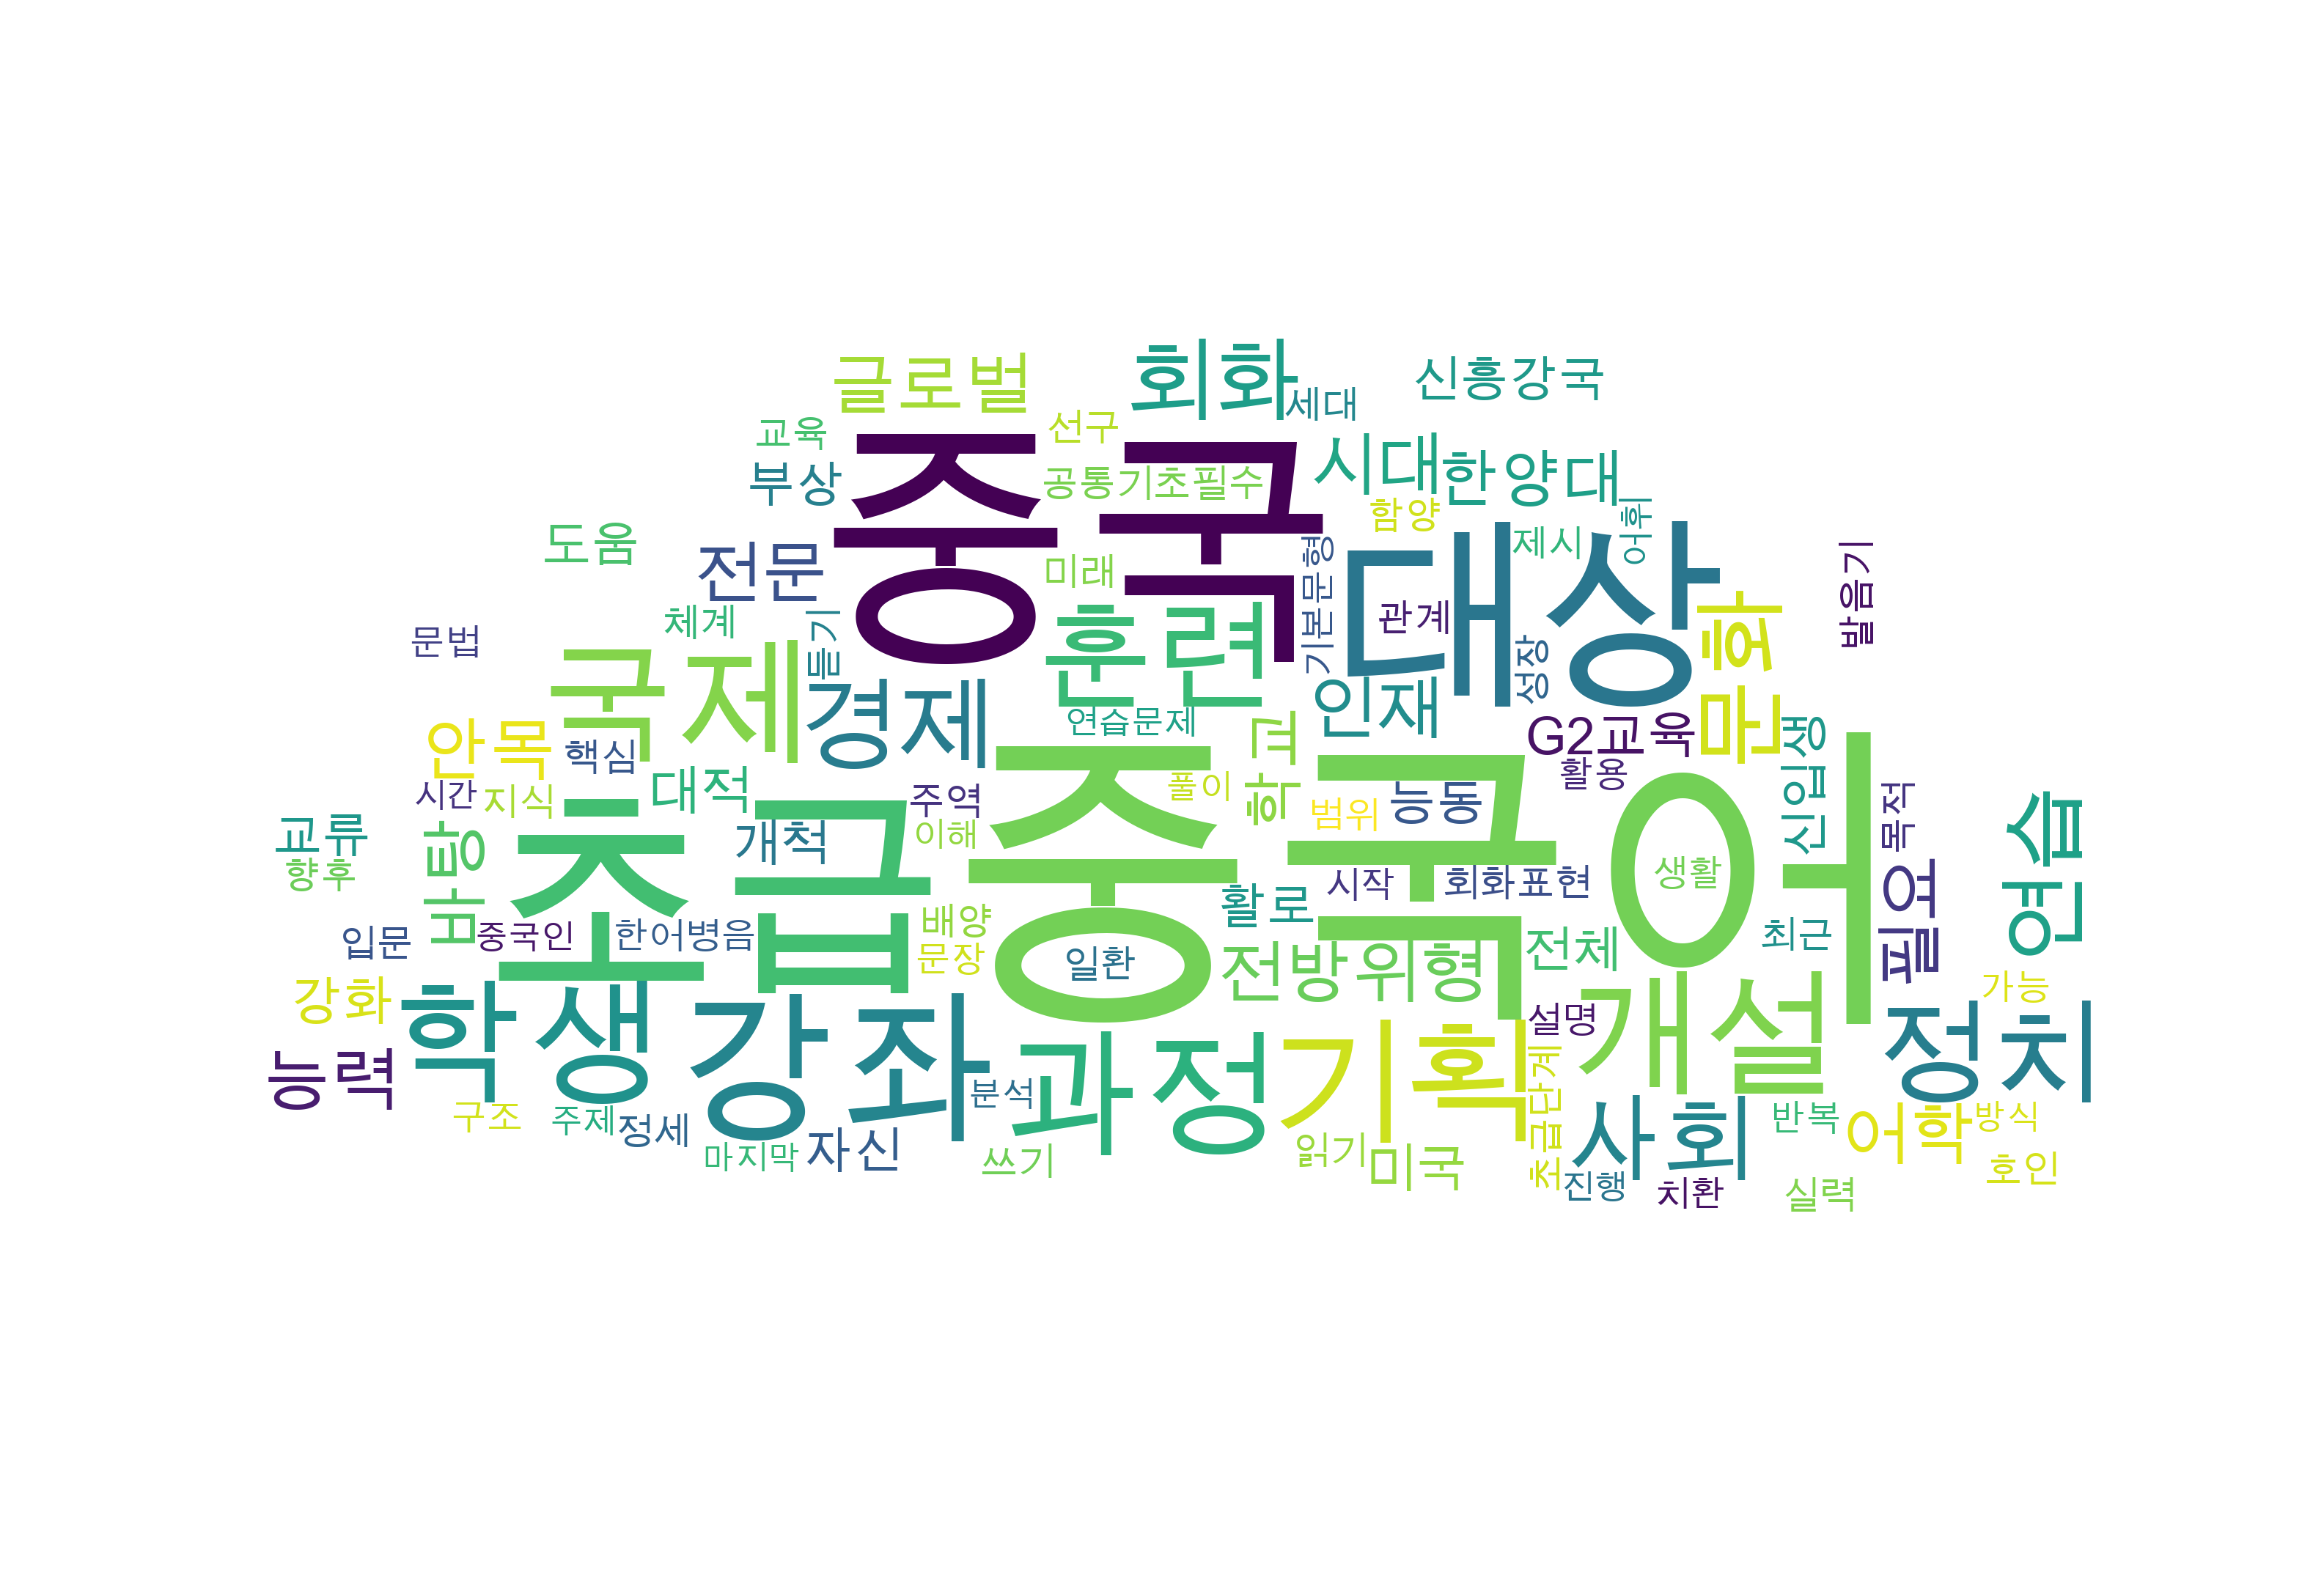 글로벌
회화
세대
신흥강국
교육
선구
중국
시대
한양대
부상
공통기초필수
함양
어휘
제시
도움
전문
미래
기본문형
대상
발음기
문법
체계
듣기
훈련
관계
성장
문화
국제
경제
연습문제
인재
G2교육
신입생
안목
핵심
대적
주역
풀이
학교
범위
능동
활용
목적
시간
지식
초급
중국어
연습
교류
향후
바탕
개척
이해
활로
시작
회화표현
생활
필요
입문
중국인
한어병음
배양
문장
일환
전방위형
전체
최근
가능
강화
학생
강좌
과정
기획
설명
개설
정치
능력
분석
초급단계
구조
주제
정세
마지막
자신
쓰기
읽기
미국
사회
반복
어학
방식
진행
치환
실력
호인